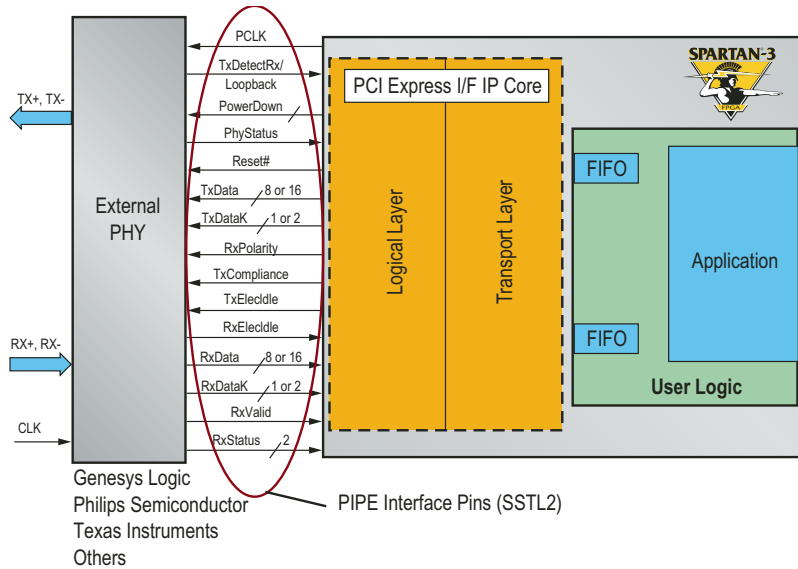 PCLK
TxDetectRx/
Loopback
PowerDown
PhyStatus
Reset#
TxData 8 or 16
TxDataK 1 or 2
RxPolarity
TxCompliance
TxElecIdle
RxElecIdle
RxData 8 or 16
RxDataK 1 or 2
RxValid
RxStatus 2
TX+, TX-
RX+, RX-
CLK
External
PHY
Genesys Logic
Philips Semiconductor
Texas Instruments
Others
PIPE Interface Pins (SSTL2)
PCI Express I/F IP Core
Logical Layer
Transport Layer
SPARTAN-3
FPGA
FIFO
FIFO
Application
User Logic